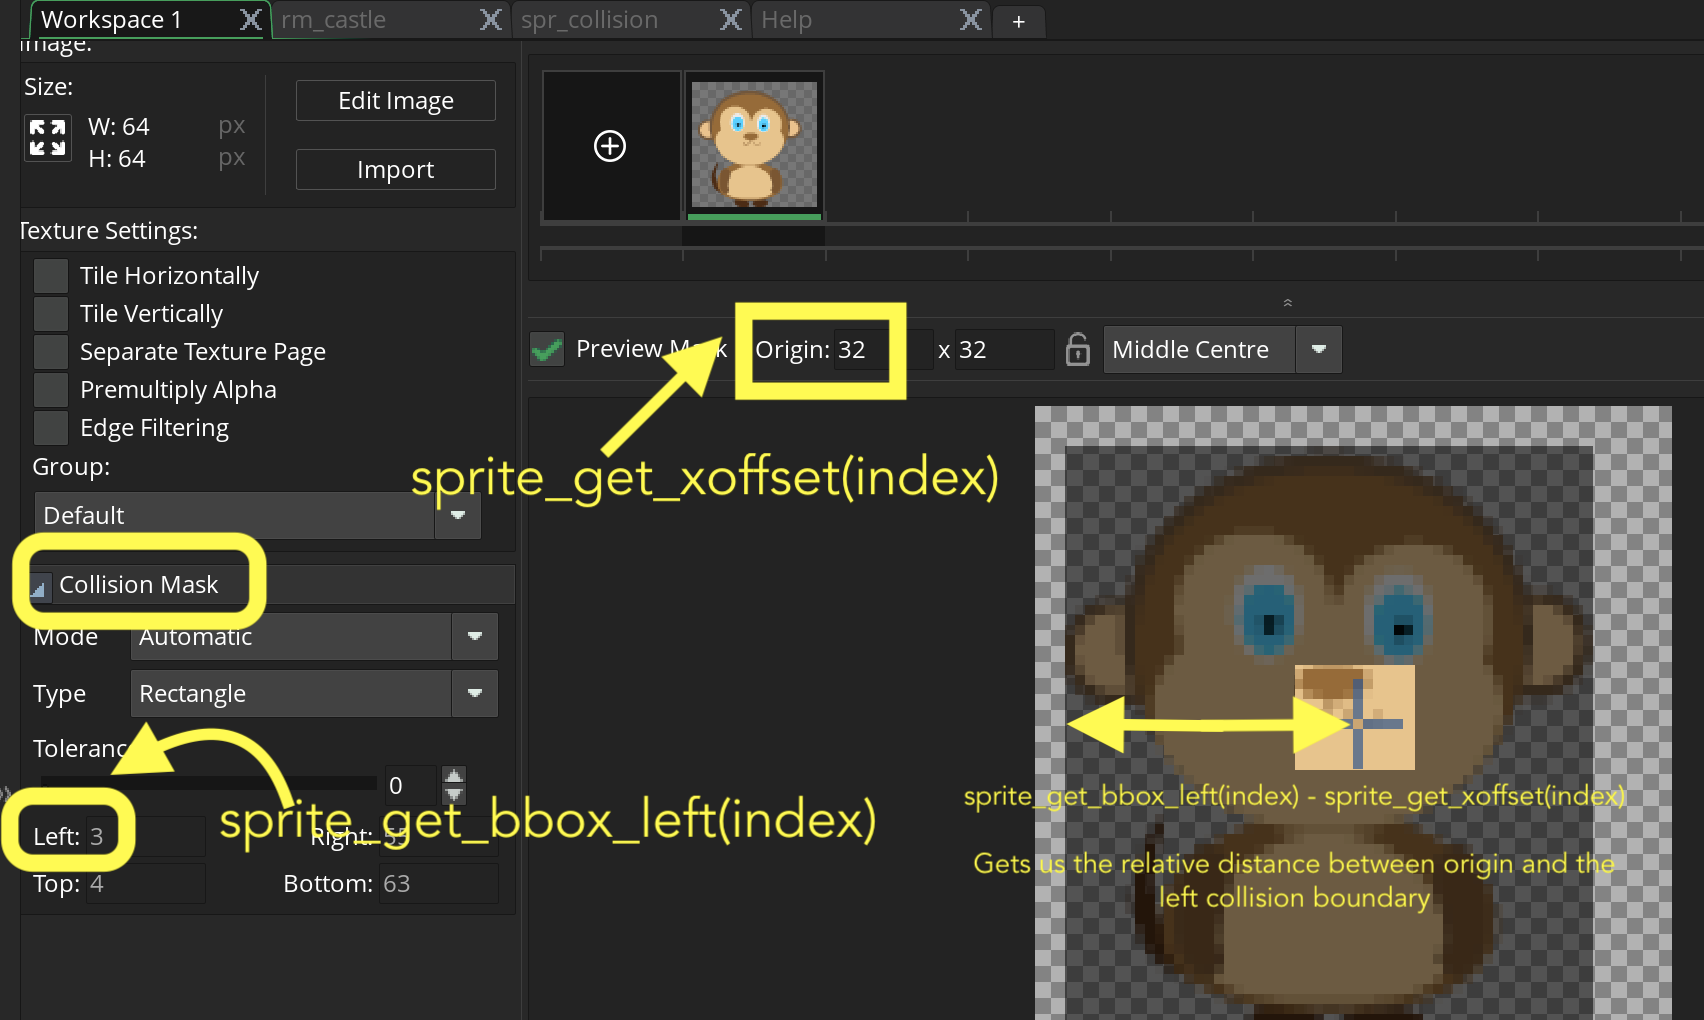 Workspace 1
rm_castle
spr_collision
Help
+
Image:
Size:
W: 64 px
H: 64 px
Edit Image
Import
Texture Settings:
Tile Horizontally
Tile Vertically
Separate Texture Page
Premultiply Alpha
Edge Filtering
Group:
Default
Collision Mask
Mode Automatic
Type Rectangle
Toleranc
0
Left: 3 Right: 55
Top: 4 Bottom: 63
Preview Mask
Origin: 32 x 32
Middle Centre
sprite_get_xoffset(index)
sprite_get_bbox_left(index)
sprite_get_bbox_left(index) - sprite_get_xoffset(index)
Gets us the relative distance between origin and the
left collision boundary